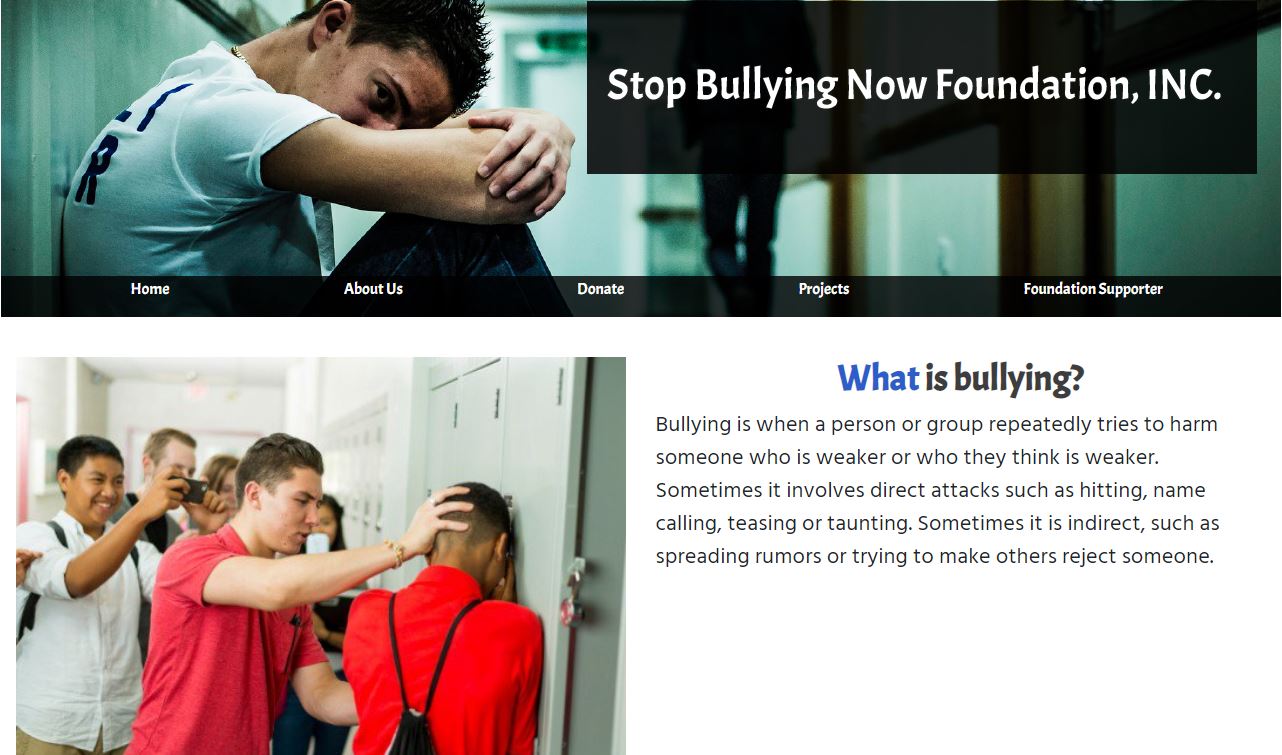 Stop Bullying Now Foundation, INC.
Home
About Us
Donate
Projects
Foundation Supporter
What is bullying?
Bullying is when a person or group repeatedly tries to harm
someone who is weaker or who they think is weaker.
Sometimes it involves direct attacks such as hitting, name
calling, teasing or taunting. Sometimes it is indirect, such as
spreading rumors or trying to make others reject someone.